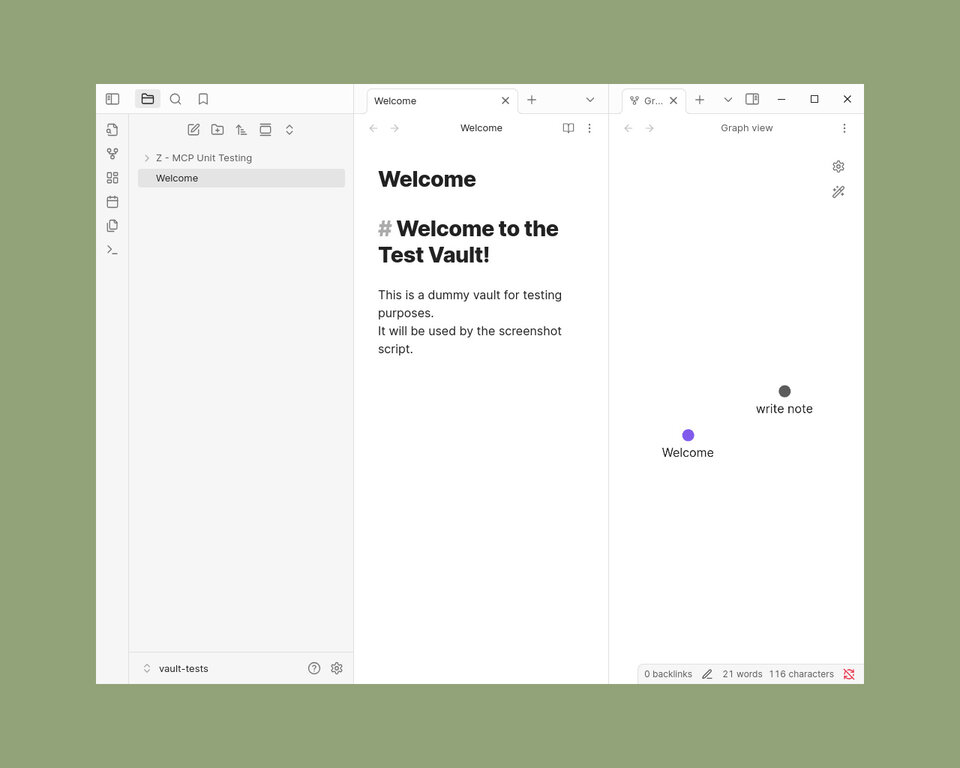 Welcome
Gr...
Welcome
Graph view
Z - MCP Unit Testing
Welcome
Welcome
# Welcome to the
Test Vault!
This is a dummy vault for testing
purposes.
It will be used by the screenshot
script.
write note
Welcome
vault-tests
0 backlinks 21 words 116 characters